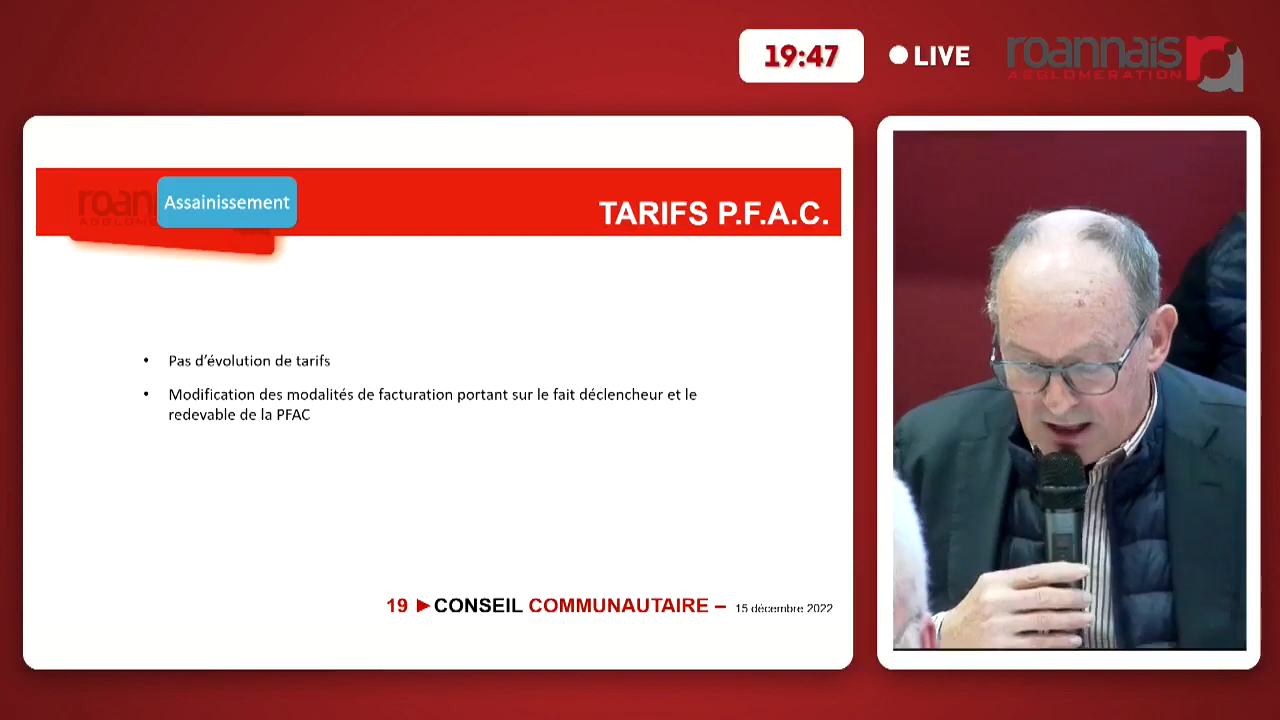 19:47
LIVE
roannais
AGGLOMERATION
roan
Assainissement
TARIFS P.F.A.C.
• Pas d'évolution de tarifs
• Modification des modalités de facturation portant sur le fait déclencheur et le
redevable de la PFAC
19 ►CONSEIL COMMUNAUTAIRE – 15 décembre 2022